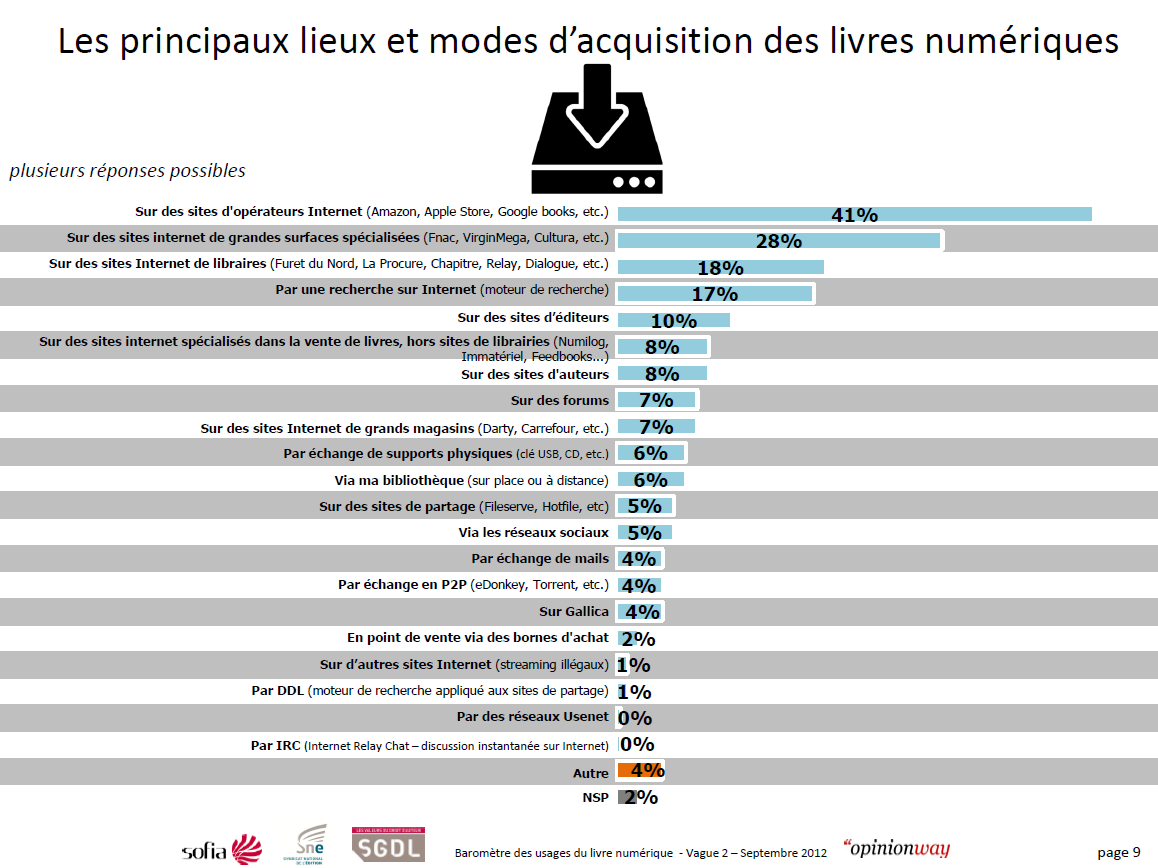 Les principaux lieux et modes d’acquisition des livres numériques
plusieurs réponses possibles
Sur des sites d'opérateurs Internet (Amazon, Apple Store, Google books, etc.) 41%
Sur des sites internet de grandes surfaces spécialisées (Fnac, VirginMega, Cultura, etc.) 28%
Sur des sites Internet de libraires (Furet du Nord, La Procure, Chapitre, Relay, Dialogue, etc.) 18%
Par une recherche sur Internet (moteur de recherche) 17%
Sur des sites d’éditeurs 10%
Sur des sites internet spécialisés dans la vente de livres, hors sites de librairies (Numilog,
Immatériel, Feedbooks...) 8%
Sur des sites d'auteurs 8%
Sur des forums 7%
Sur des sites Internet de grands magasins (Darty, Carrefour, etc.) 7%
Par échange de supports physiques (clé USB, CD, etc.) 6%
Via ma bibliothèque (sur place ou à distance) 6%
Sur des sites de partage (Fileserve, Hotfile, etc) 5%
Via les réseaux sociaux 5%
Par échange de mails 4%
Par échange en P2P (eDonkey, Torrent, etc.) 4%
Sur Gallica 4%
En point de vente via des bornes d'achat 2%
Sur d’autres sites Internet (streaming illégaux) 1%
Par DDL (moteur de recherche appliqué aux sites de partage) 1%
Par des réseaux Usenet 0%
Par IRC (Internet Relay Chat – discussion instantanée sur Internet) 0%
Autre 4%
NSP 2%
sofia
sne
SYNDICAT NATIONAL
DE L'ÉDITION
LES VALEURS DU DROIT D'AUTEUR
SGDL
Baromètre des usages du livre numérique - Vague 2 – Septembre 2012
“opinionway
page 9